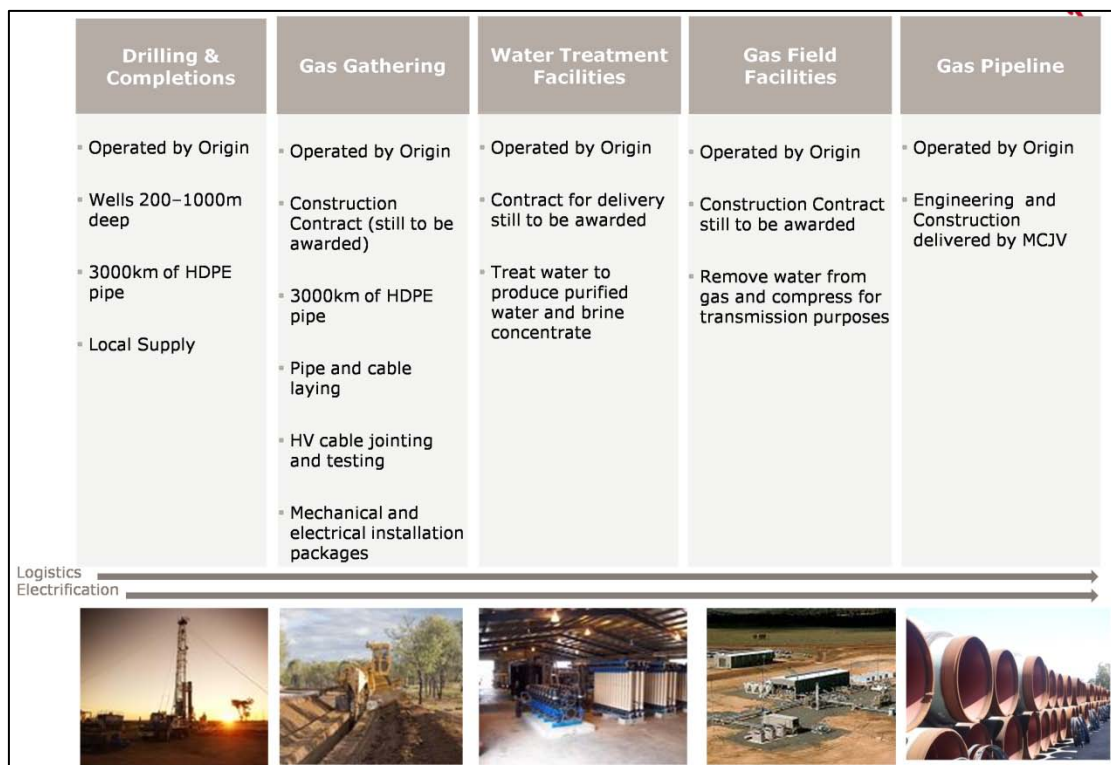 Drilling &
Completions
▪ Operated by Origin
▪ Wells 200–1000m
deep
▪ 3000km of HDPE
pipe
▪ Local Supply
Gas Gathering
▪ Operated by Origin
▪ Construction
Contract (still to be
awarded)
▪ 3000km of HDPE
pipe
▪ Pipe and cable
laying
▪ HV cable jointing
and testing
▪ Mechanical and
electrical installation
packages
Water Treatment
Facilities
▪ Operated by Origin
▪ Contract for delivery
still to be awarded
▪ Treat water to
produce purified
water and brine
concentrate
Gas Field
Facilities
▪ Operated by Origin
▪ Construction Contract
still to be awarded
▪ Remove water from
gas and compress for
transmission purposes
Gas Pipeline
▪ Operated by Origin
▪ Engineering and
Construction
delivered by MCJV
Logistics
Electrification